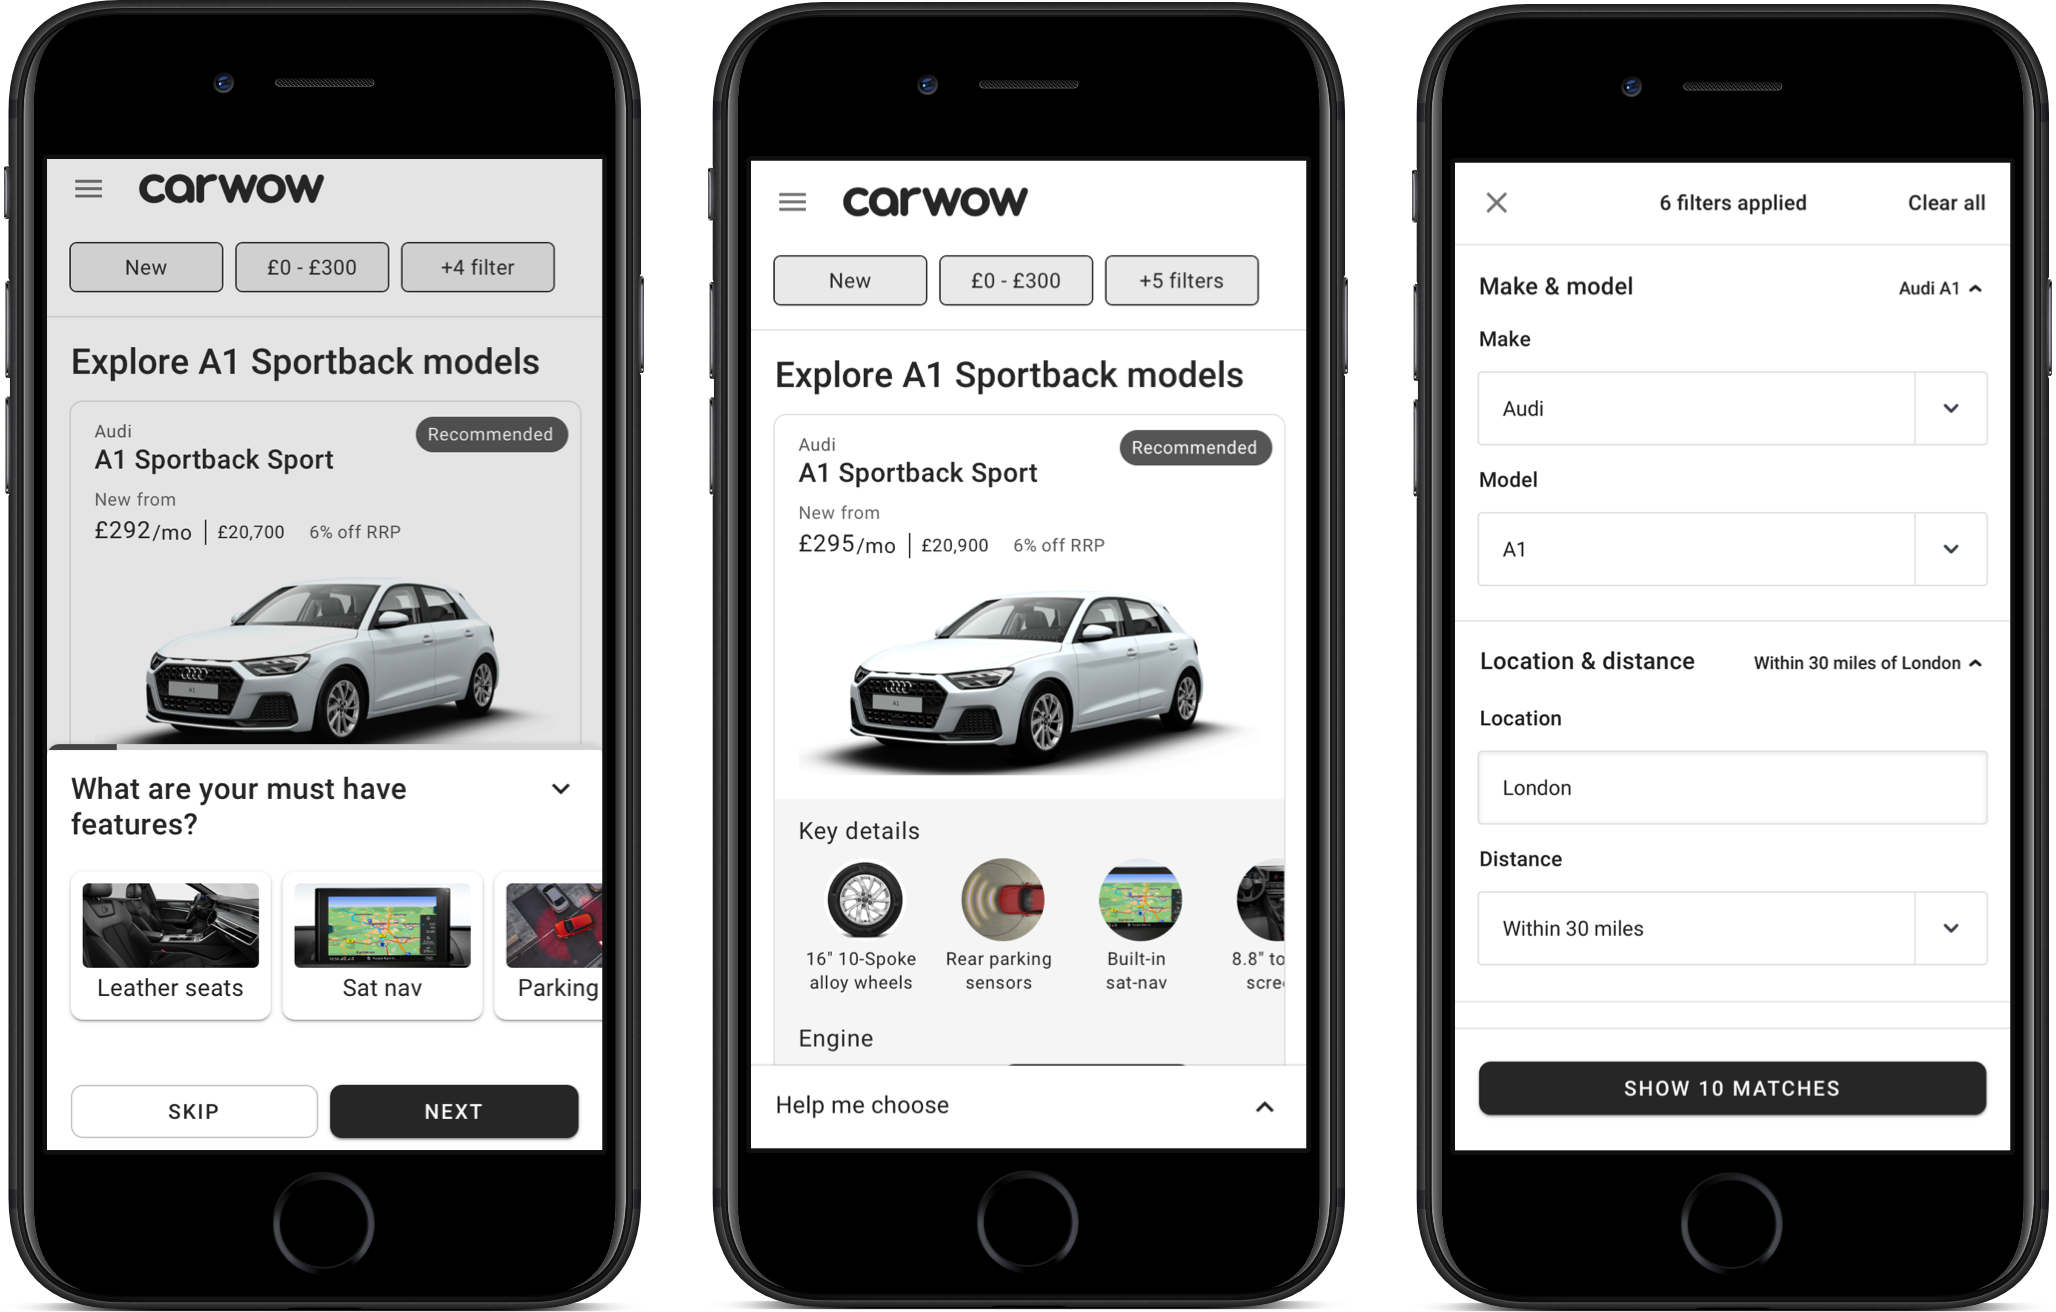 carwow
New
£0 - £300
+4 filter
Explore A1 Sportback models
Audi
Recommended
A1 Sportback Sport
New from
£292/mo | £20,700 6% off RRP
A1
What are your must have
features?
Leather seats
Sat nav
Parking
SKIP
NEXT
carwow
New
£0 - £300
+5 filters
Explore A1 Sportback models
Audi
Recommended
A1 Sportback Sport
New from
£295/mo | £20,900 6% off RRP
A1
Key details
16" 10-Spoke
alloy wheels
Rear parking
sensors
Built-in
sat-nav
8.8" to
scre
Engine
Help me choose
6 filters applied
Clear all
Make & model
Audi A1
Make
Audi
Model
A1
Location & distance
Within 30 miles of London
Location
London
Distance
Within 30 miles
SHOW 10 MATCHES